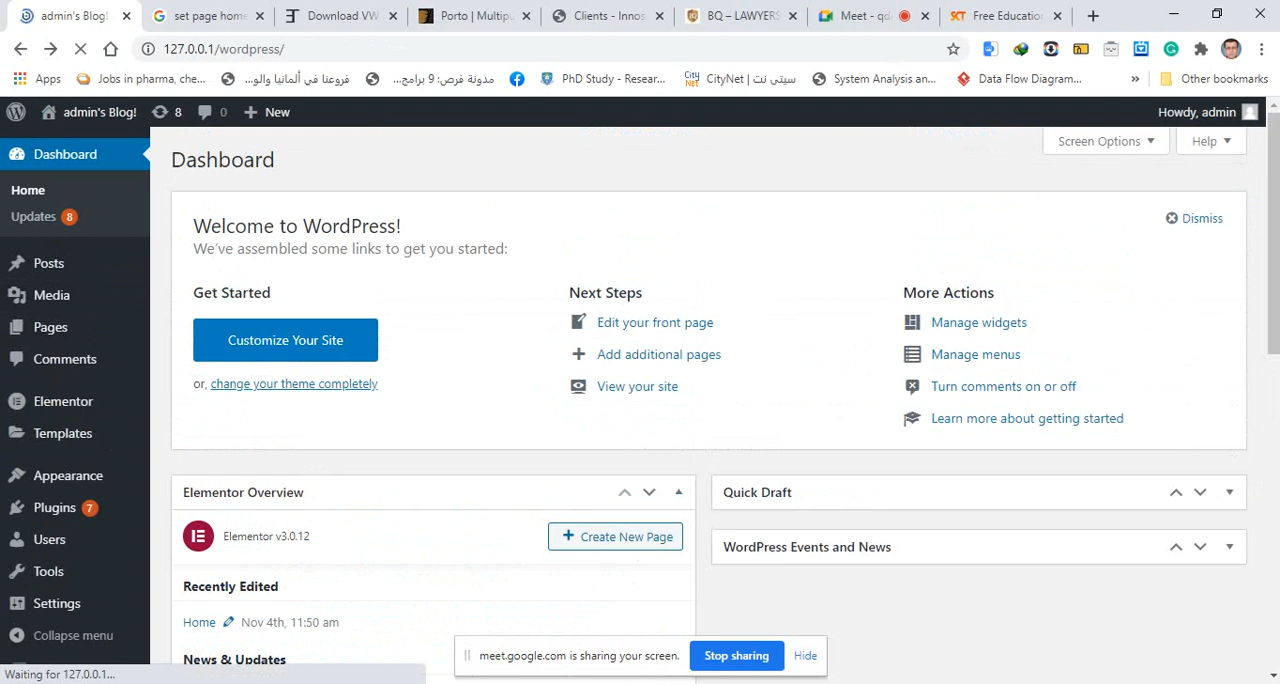 admin's Blog!
set page home
Download VW
Porto | Multipu
Clients - Innos
BQ – LAWYERS
Meet - qd
Free Educatio
127.0.0.1/wordpress/
Apps
Jobs in pharma, che...
فروعنا في ألمانيا والو...
مدونة فرص: 9 برامج...
PhD Study - Resear...
CityNet سيتي نت |
System Analysis an...
Data Flow Diagram...
»
Other bookmarks
admin's Blog!
8
0
New
Howdy, admin
Dashboard
Home
Updates 8
Posts
Media
Pages
Comments
Elementor
Templates
Appearance
Plugins 7
Users
Tools
Settings
Collapse menu
Dashboard
Screen Options
Help
Welcome to WordPress!
We've assembled some links to get you started:
Dismiss
Get Started
Customize Your Site
or, change your theme completely
Next Steps
Edit your front page
Add additional pages
View your site
More Actions
Manage widgets
Manage menus
Turn comments on or off
Learn more about getting started
Elementor Overview
Elementor v3.0.12
Create New Page
Recently Edited
Home Nov 4th, 11:50 am
News & Updates
Quick Draft
WordPress Events and News
meet.google.com is sharing your screen.
Stop sharing
Hide
Waiting for 127.0.0.1...